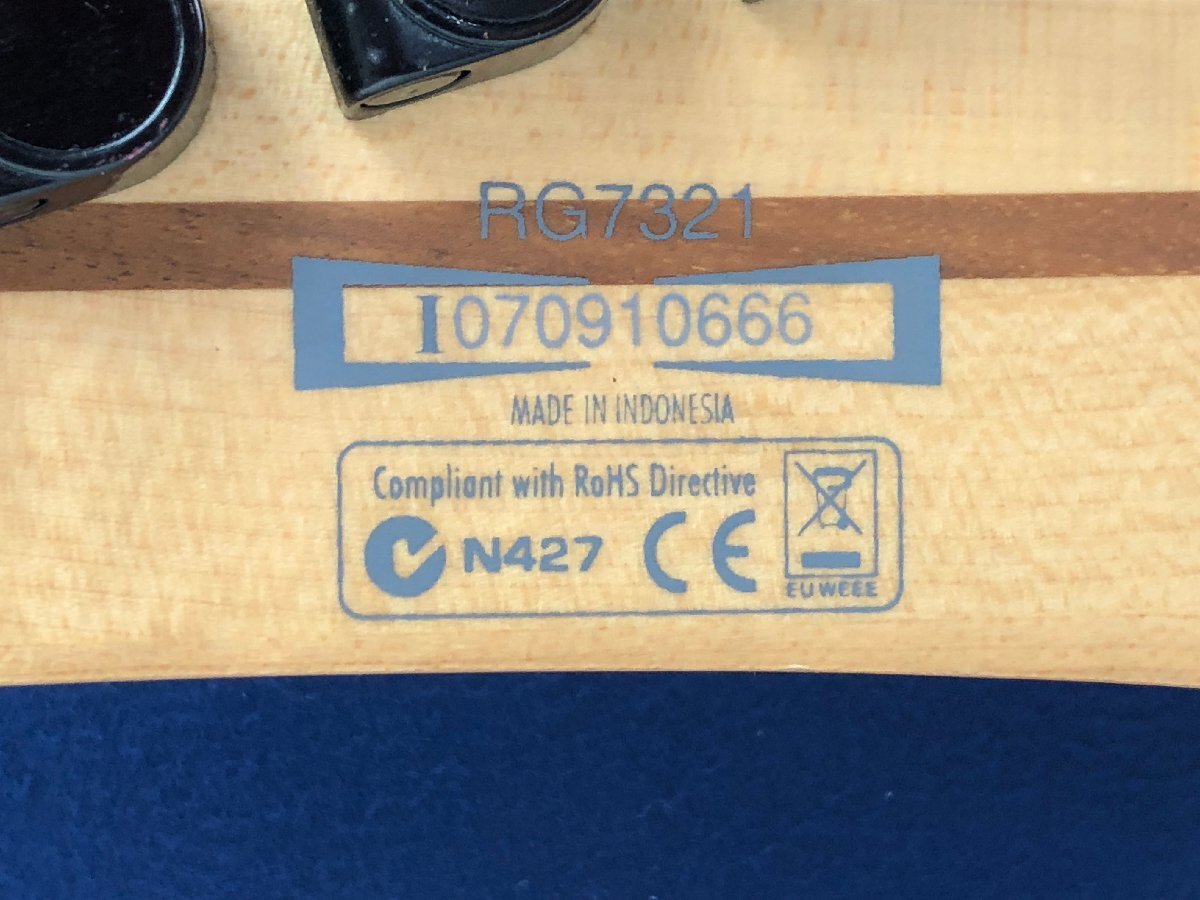 RG7321
I070910666
MADE IN INDONESIA
Compliant with RoHS Directive
N427 CE
EU WEEE